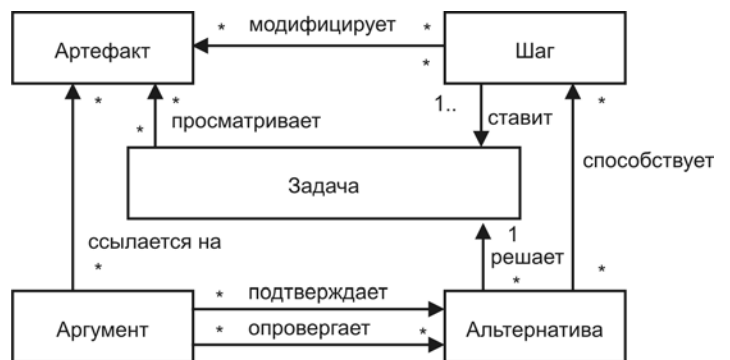 * модифицирует *
Артефакт
Шаг
*
* *
1..
*
* просматривает
ставит
способствует
Задача
ссылается на
1
решает
* * *
* подтверждает
Аргумент
* опровергает *
Альтернатива